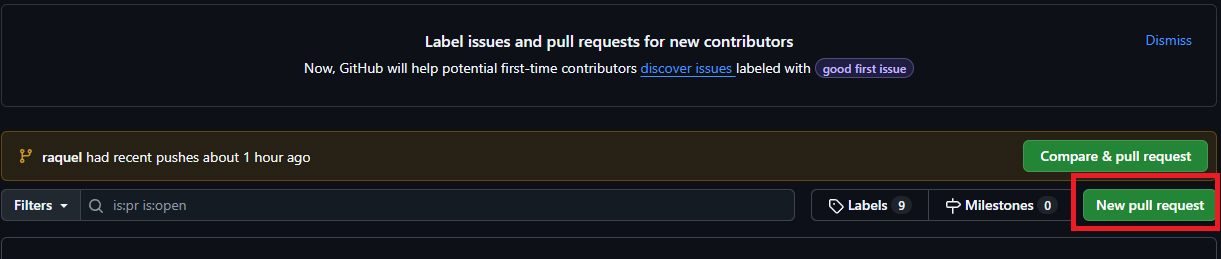 Label issues and pull requests for new contributors
Dismiss
Now, GitHub will help potential first-time contributors discover issues labeled with good first issue
raquel had recent pushes about 1 hour ago
Compare & pull request
Filters
is:pr is:open
Labels 9
Milestones 0
New pull request